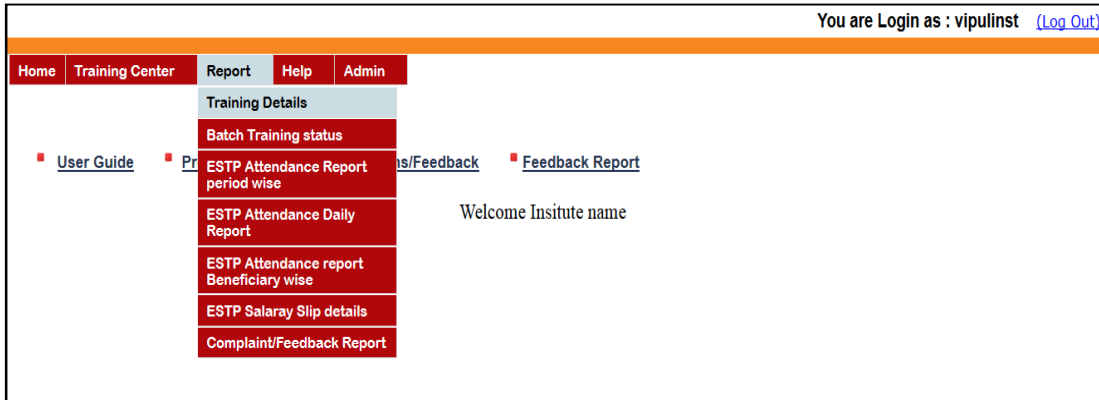 You are Login as : vipulinst (Log Out)
Home Training Center Report Help Admin
Training Details
Batch Training status
User Guide
ESTP Attendance Report
period wise
Feedback Report
ESTP Attendance Daily
Report
Welcome Insitute name
ESTP Attendance report
Beneficiary wise
ESTP Salaray Slip details
Complaint/Feedback Report